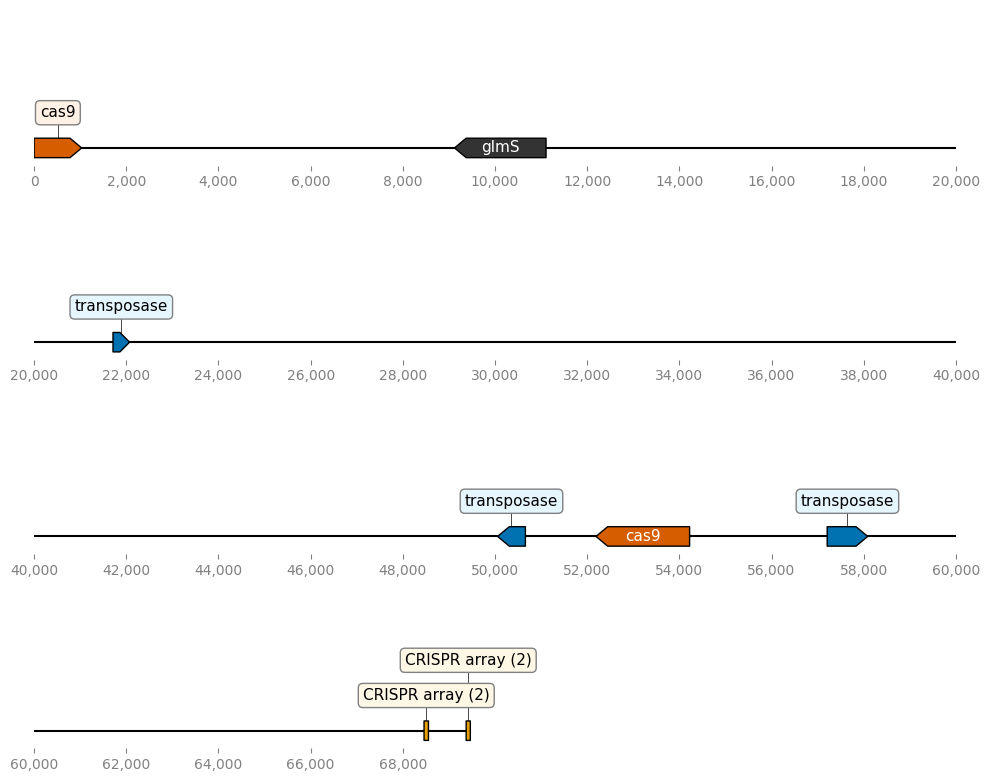 cas9
glmS
0 2,000 4,000 6,000 8,000 10,000 12,000 14,000 16,000 18,000 20,000
transposase
20,000 22,000 24,000 26,000 28,000 30,000 32,000 34,000 36,000 38,000 40,000
transposase transposase
cas9
40,000 42,000 44,000 46,000 48,000 50,000 52,000 54,000 56,000 58,000 60,000
CRISPR array (2)
CRISPR array (2)
60,000 62,000 64,000 66,000 68,000